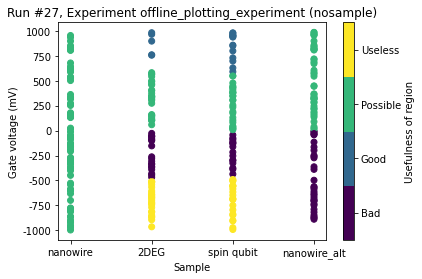 Run #27, Experiment offline_plotting_experiment (nosample)
1000
750
500
250
0
-250
-500
-750
-1000
Gate voltage (mV)
nanowire 2DEG spin qubit nanowire_alt
Sample
Useless
Possible
Good
Bad
Usefulness of region